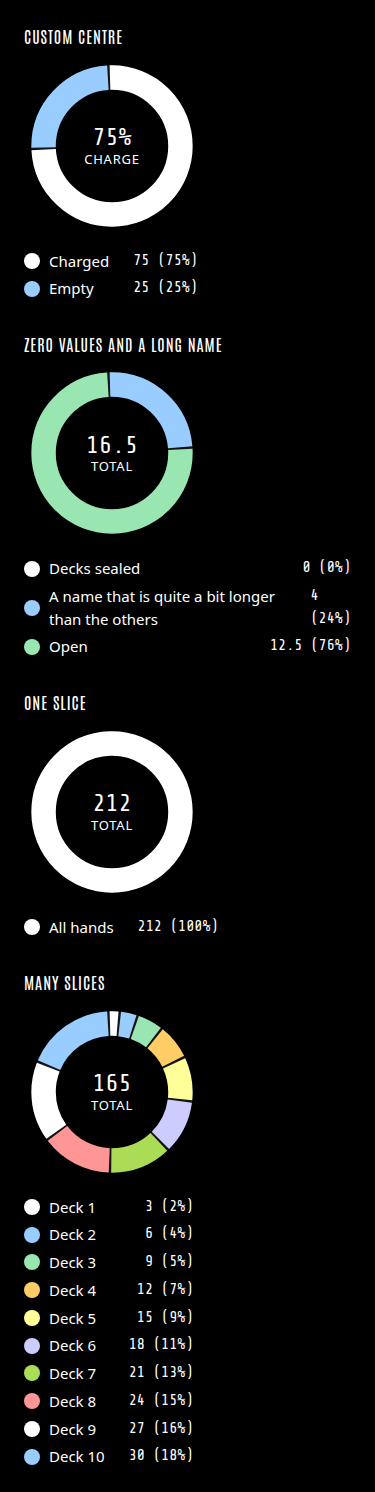 CUSTOM CENTRE
75%
CHARGE
Charged 75 (75%)
Empty 25 (25%)
ZERO VALUES AND A LONG NAME
16.5
TOTAL
Decks sealed 0 (0%)
A name that is quite a bit longer 4
than the others (24%)
Open 12.5 (76%)
ONE SLICE
212
TOTAL
All hands 212 (100%)
MANY SLICES
165
TOTAL
Deck 1 3 (2%)
Deck 2 6 (4%)
Deck 3 9 (5%)
Deck 4 12 (7%)
Deck 5 15 (9%)
Deck 6 18 (11%)
Deck 7 21 (13%)
Deck 8 24 (15%)
Deck 9 27 (16%)
Deck 10 30 (18%)